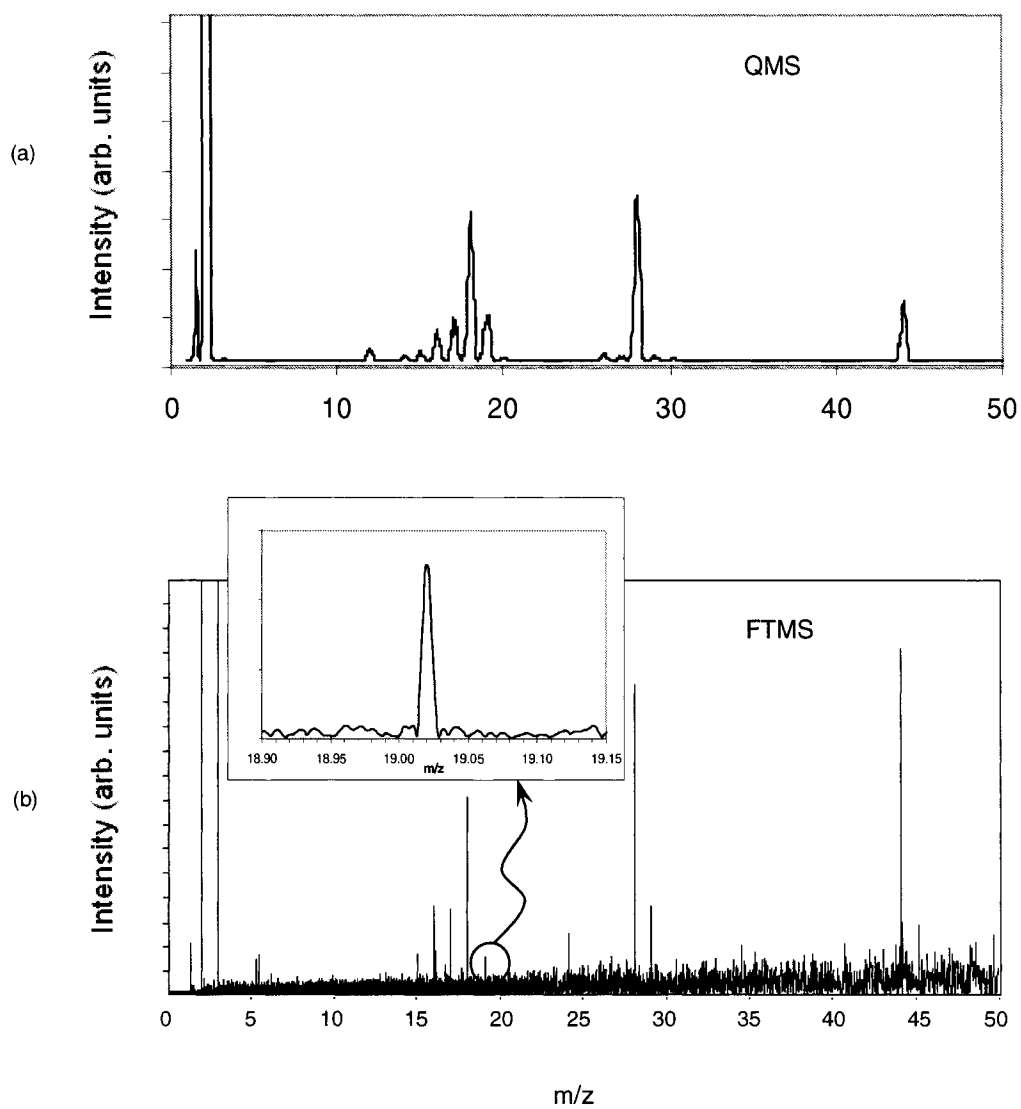 (a)
Intensity (arb. units)
QMS
0 10 20 30 40 50
(b)
Intensity (arb. units)
FTMS
18.90 18.95 19.00 19.05 19.10 19.15
m/z
0 5 10 15 20 25 30 35 40 45 50
m/z